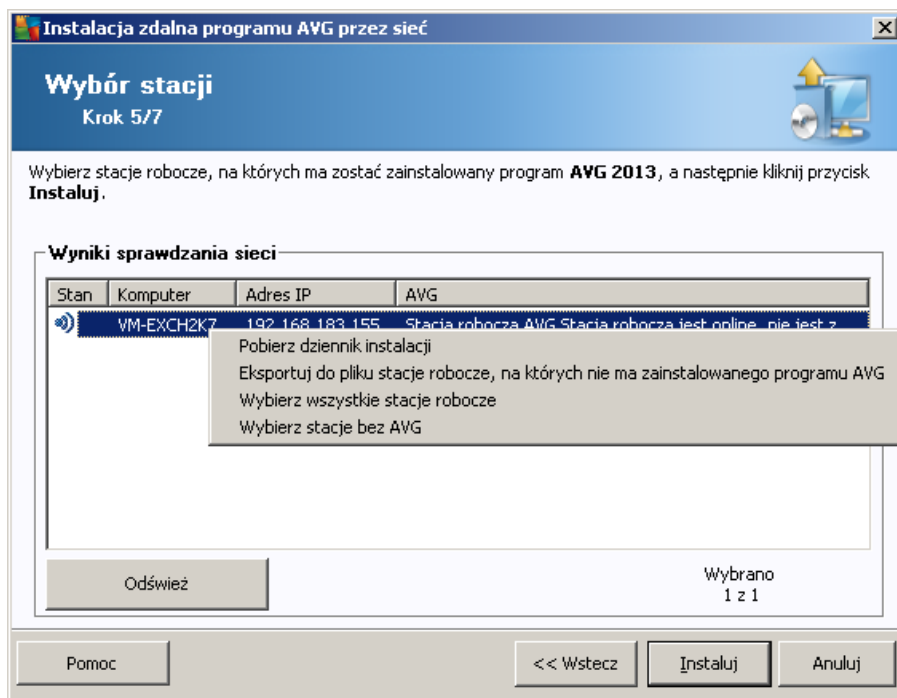 Instalacja zdalna programu AVG przez sieć
Wybór stacji
Krok 5/7
Wybierz stacje robocze, na których ma zostać zainstalowany program AVG 2013, a następnie kliknij przycisk
Instaluj.
Wyniki sprawdzania sieci
Stan Komputer Adres IP AVG
VM-EXCH2K7 192.168.183.155 Stacja robocza AVG Stacja robocza jest online, nie jest z
Pobierz dziennik instalacji
Eksportuj do pliku stacje robocze, na których nie ma zainstalowanego programu AVG
Wybierz wszystkie stacje robocze
Wybierz stacje bez AVG
Odśwież
Wybrano
1 z 1
Pomoc << Wstecz Instaluj Anuluj